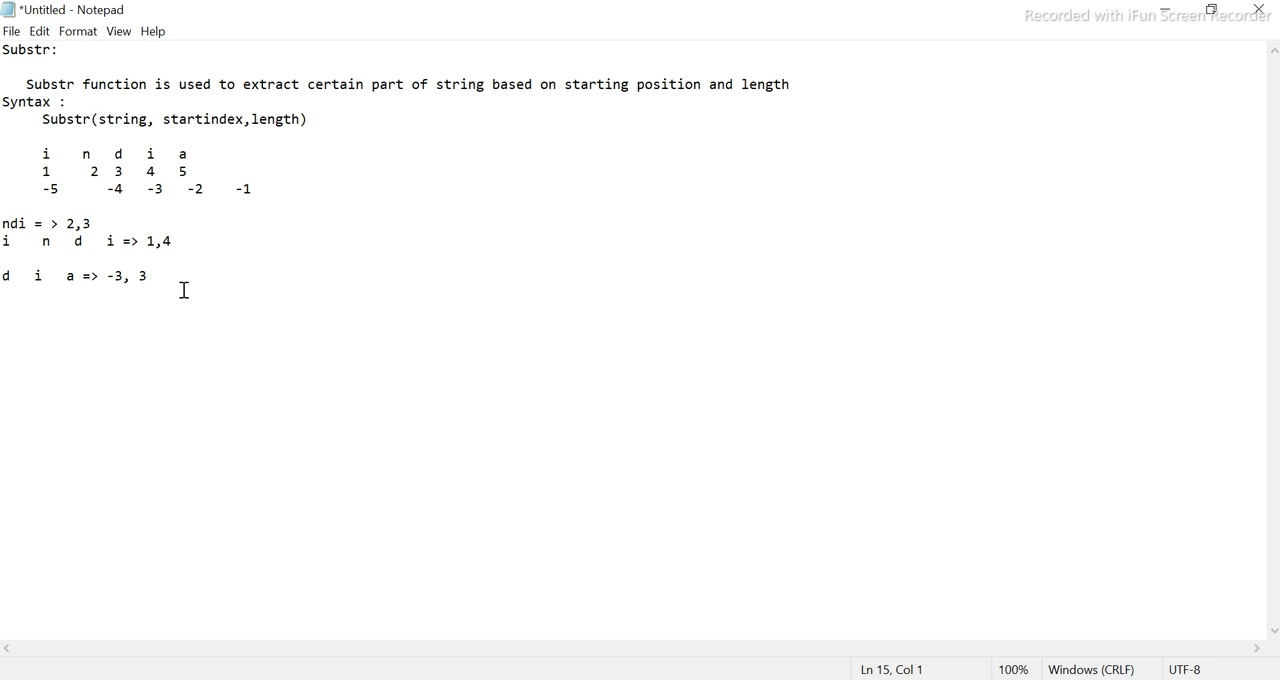 *Untitled - Notepad
Recorded with iFun Screen Recorder
File Edit Format View Help
Substr:
Substr function is used to extract certain part of string based on starting position and length
Syntax :
Substr(string, startindex,length)
i n d i a
1 2 3 4 5
-5 -4 -3 -2 -1
ndi = > 2,3
i n d i => 1,4
d i a => -3, 3
Ln 15, Col 1 100% Windows (CRLF) UTF-8